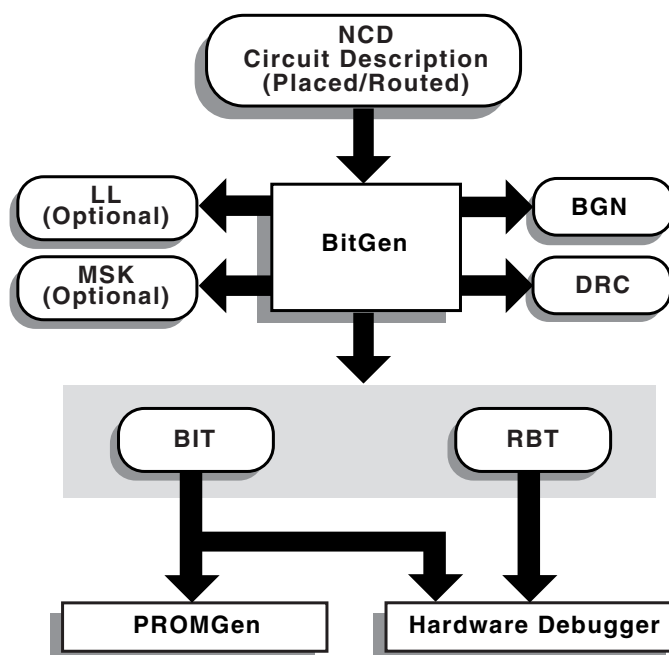 NCD
Circuit Description
(Placed/Routed)
LL
(Optional)
BGN
BitGen
MSK
(Optional)
DRC
BIT
RBT
PROMGen
Hardware Debugger